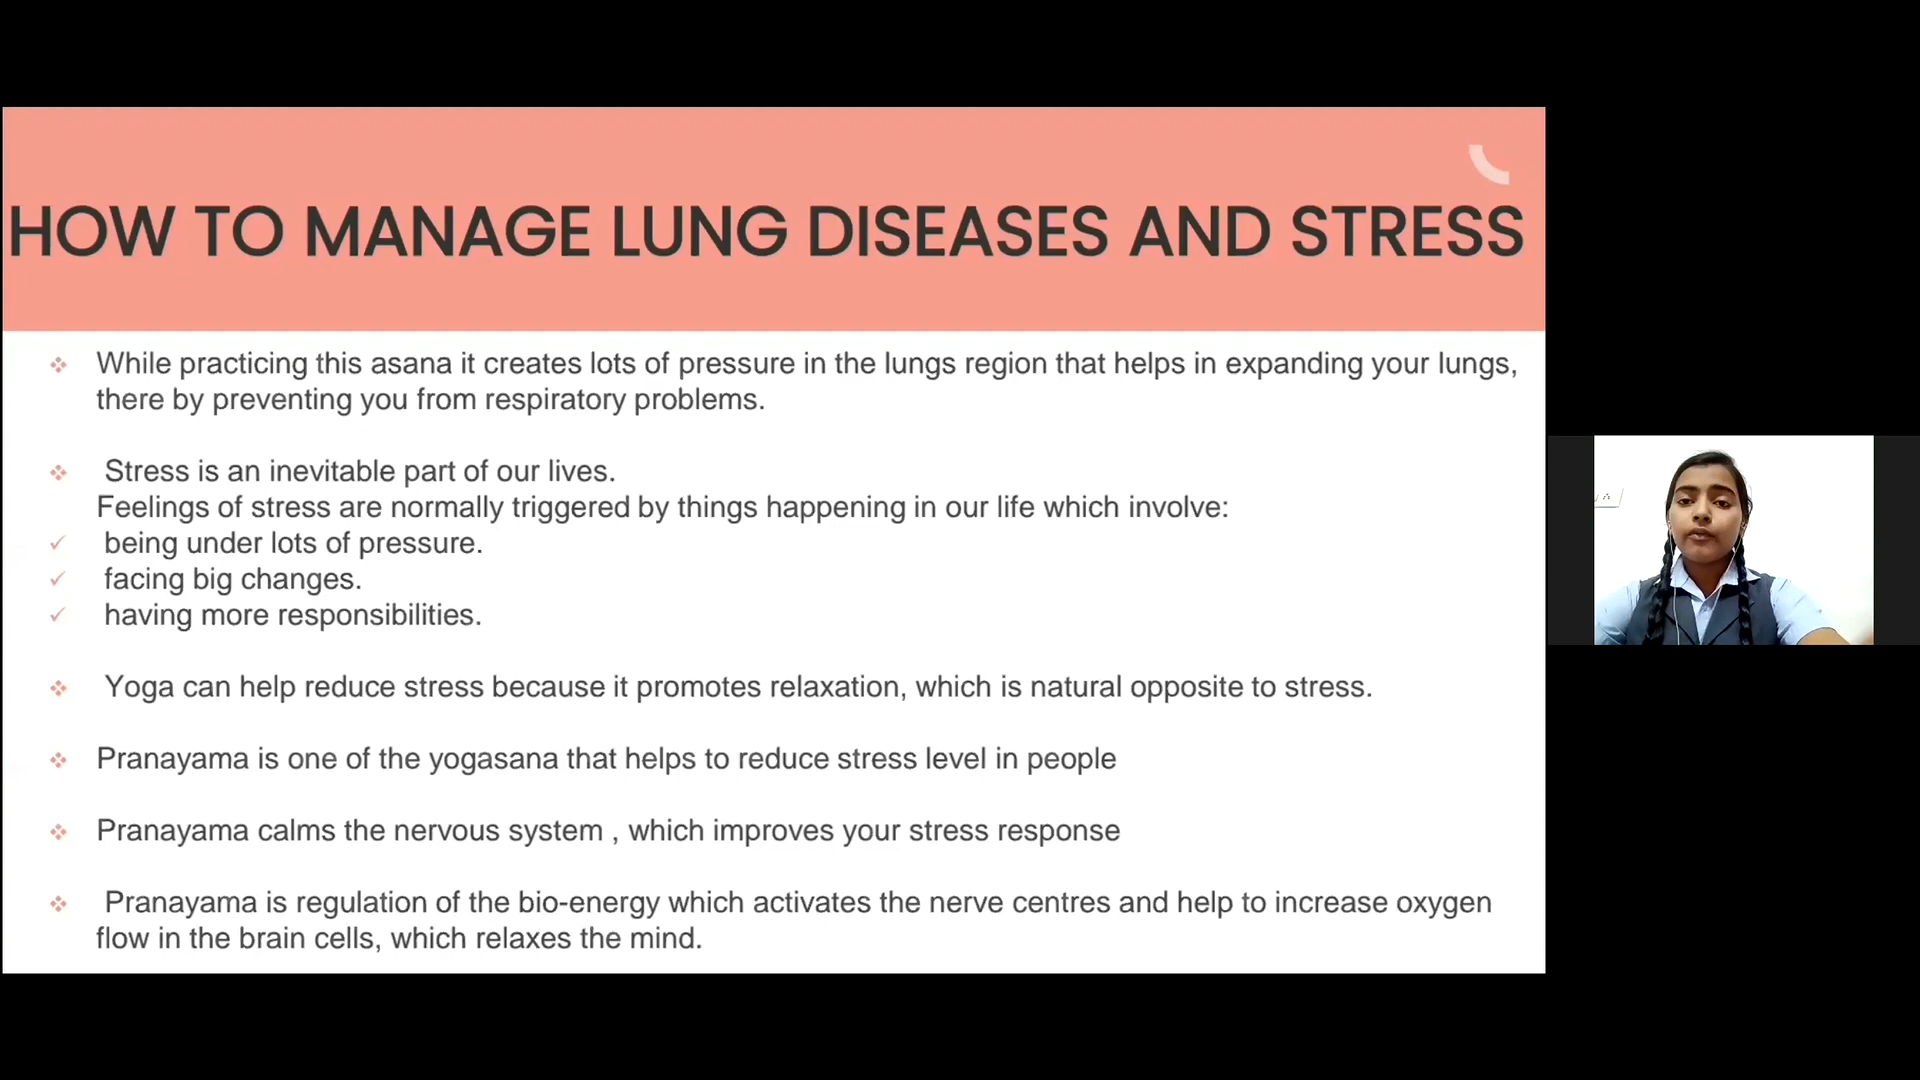 HOW TO MANAGE LUNG DISEASES AND STRESS
While practicing this asana it creates lots of pressure in the lungs region that helps in expanding your lungs,
there by preventing you from respiratory problems.
Stress is an inevitable part of our lives.
Feelings of stress are normally triggered by things happening in our life which involve:
being under lots of pressure.
facing big changes.
having more responsibilities.
Yoga can help reduce stress because it promotes relaxation, which is natural opposite to stress.
Pranayama is one of the yogasana that helps to reduce stress level in people
Pranayama calms the nervous system , which improves your stress response
Pranayama is regulation of the bio-energy which activates the nerve centres and help to increase oxygen
flow in the brain cells, which relaxes the mind.